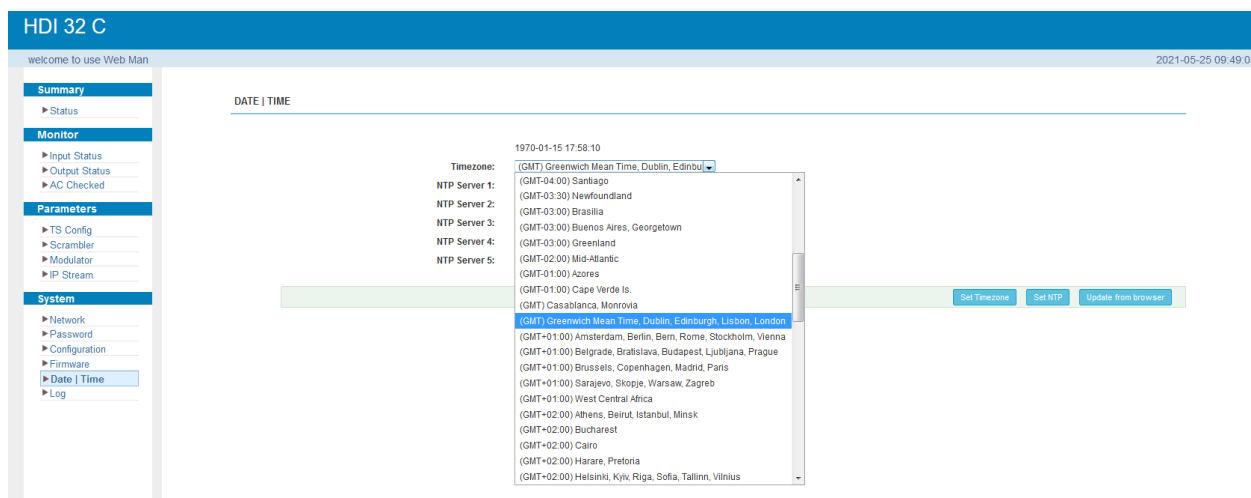 HDI 32 C
welcome to use Web Man
2021-05-25 09:49:0
Summary
Status
Monitor
Input Status
Output Status
AC Checked
Parameters
TS Config
Scrambler
Modulator
IP Stream
System
Network
Password
Configuration
Firmware
Date | Time
Log
DATE | TIME
1970-01-15 17:58:10
Timezone: (GMT) Greenwich Mean Time, Dublin, Edinbu
NTP Server 1:
NTP Server 2:
NTP Server 3:
NTP Server 4:
NTP Server 5:
(GMT-04:00) Santiago
(GMT-03:30) Newfoundland
(GMT-03:00) Brasilia
(GMT-03:00) Buenos Aires, Georgetown
(GMT-03:00) Greenland
(GMT-02:00) Mid-Atlantic
(GMT-01:00) Azores
(GMT-01:00) Cape Verde Is.
(GMT) Casablanca, Monrovia
(GMT) Greenwich Mean Time, Dublin, Edinburgh, Lisbon, London
(GMT+01:00) Amsterdam, Berlin, Bern, Rome, Stockholm, Vienna
(GMT+01:00) Belgrade, Bratislava, Budapest, Ljubljana, Prague
(GMT+01:00) Brussels, Copenhagen, Madrid, Paris
(GMT+01:00) Sarajevo, Skopje, Warsaw, Zagreb
(GMT+01:00) West Central Africa
(GMT+02:00) Athens, Beirut, Istanbul, Minsk
(GMT+02:00) Bucharest
(GMT+02:00) Cairo
(GMT+02:00) Harare, Pretoria
(GMT+02:00) Helsinki, Kyiv, Riga, Sofia, Tallinn, Vilnius
Set Timezone
Set NTP
Update from browser